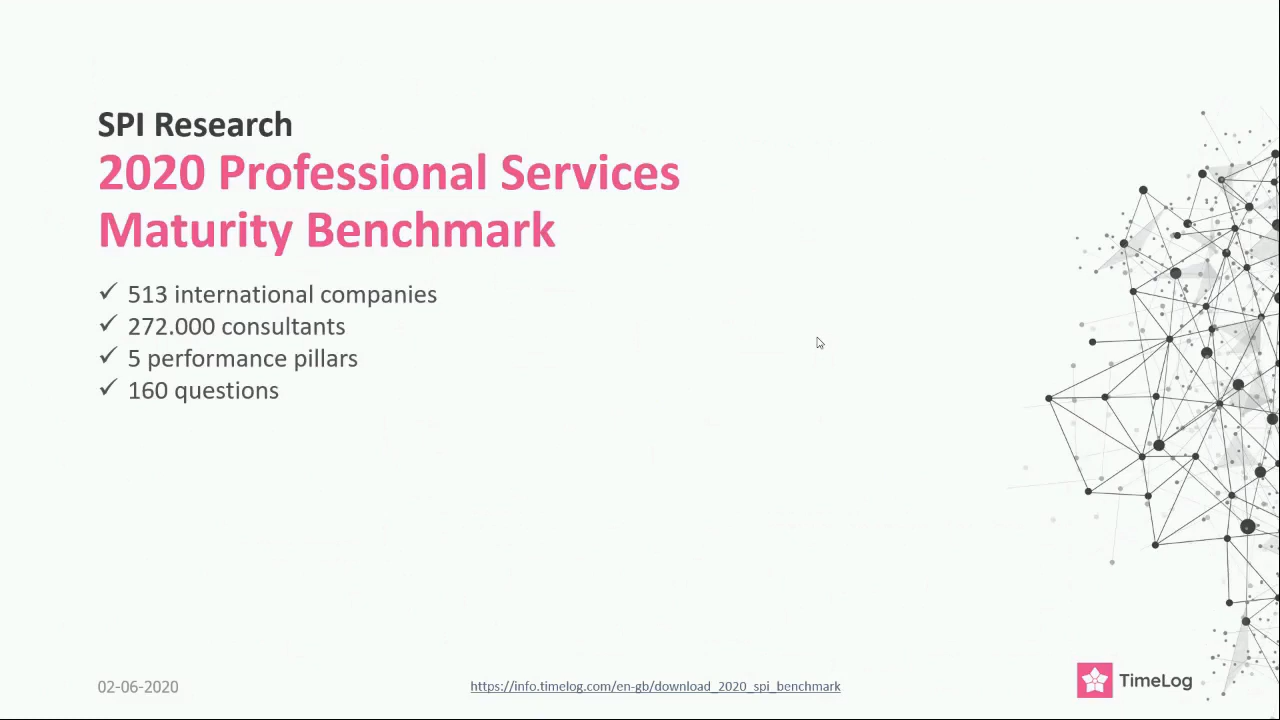 SPI Research
2020 Professional Services
Maturity Benchmark
✓ 513 international companies
✓ 272.000 consultants
✓ 5 performance pillars
✓ 160 questions
02-06-2020
https://info.timelog.com/en-gb/download_2020_spi_benchmark
TimeLog